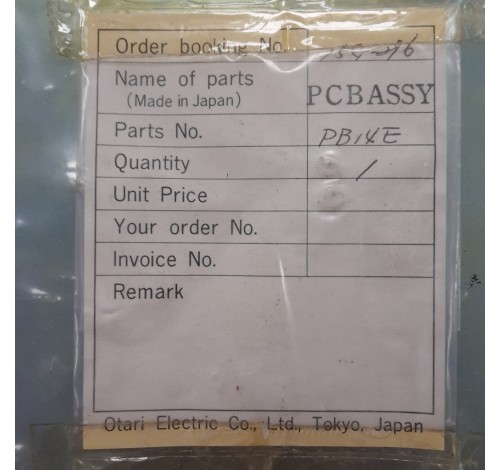 Order booking No.
Name of parts PCBASSY
(Made in Japan)
Parts No. PB14E
Quantity 1
Unit Price
Your order No.
Invoice No.
Remark
Otari Electric Co., Ltd., Tokyo, Japan